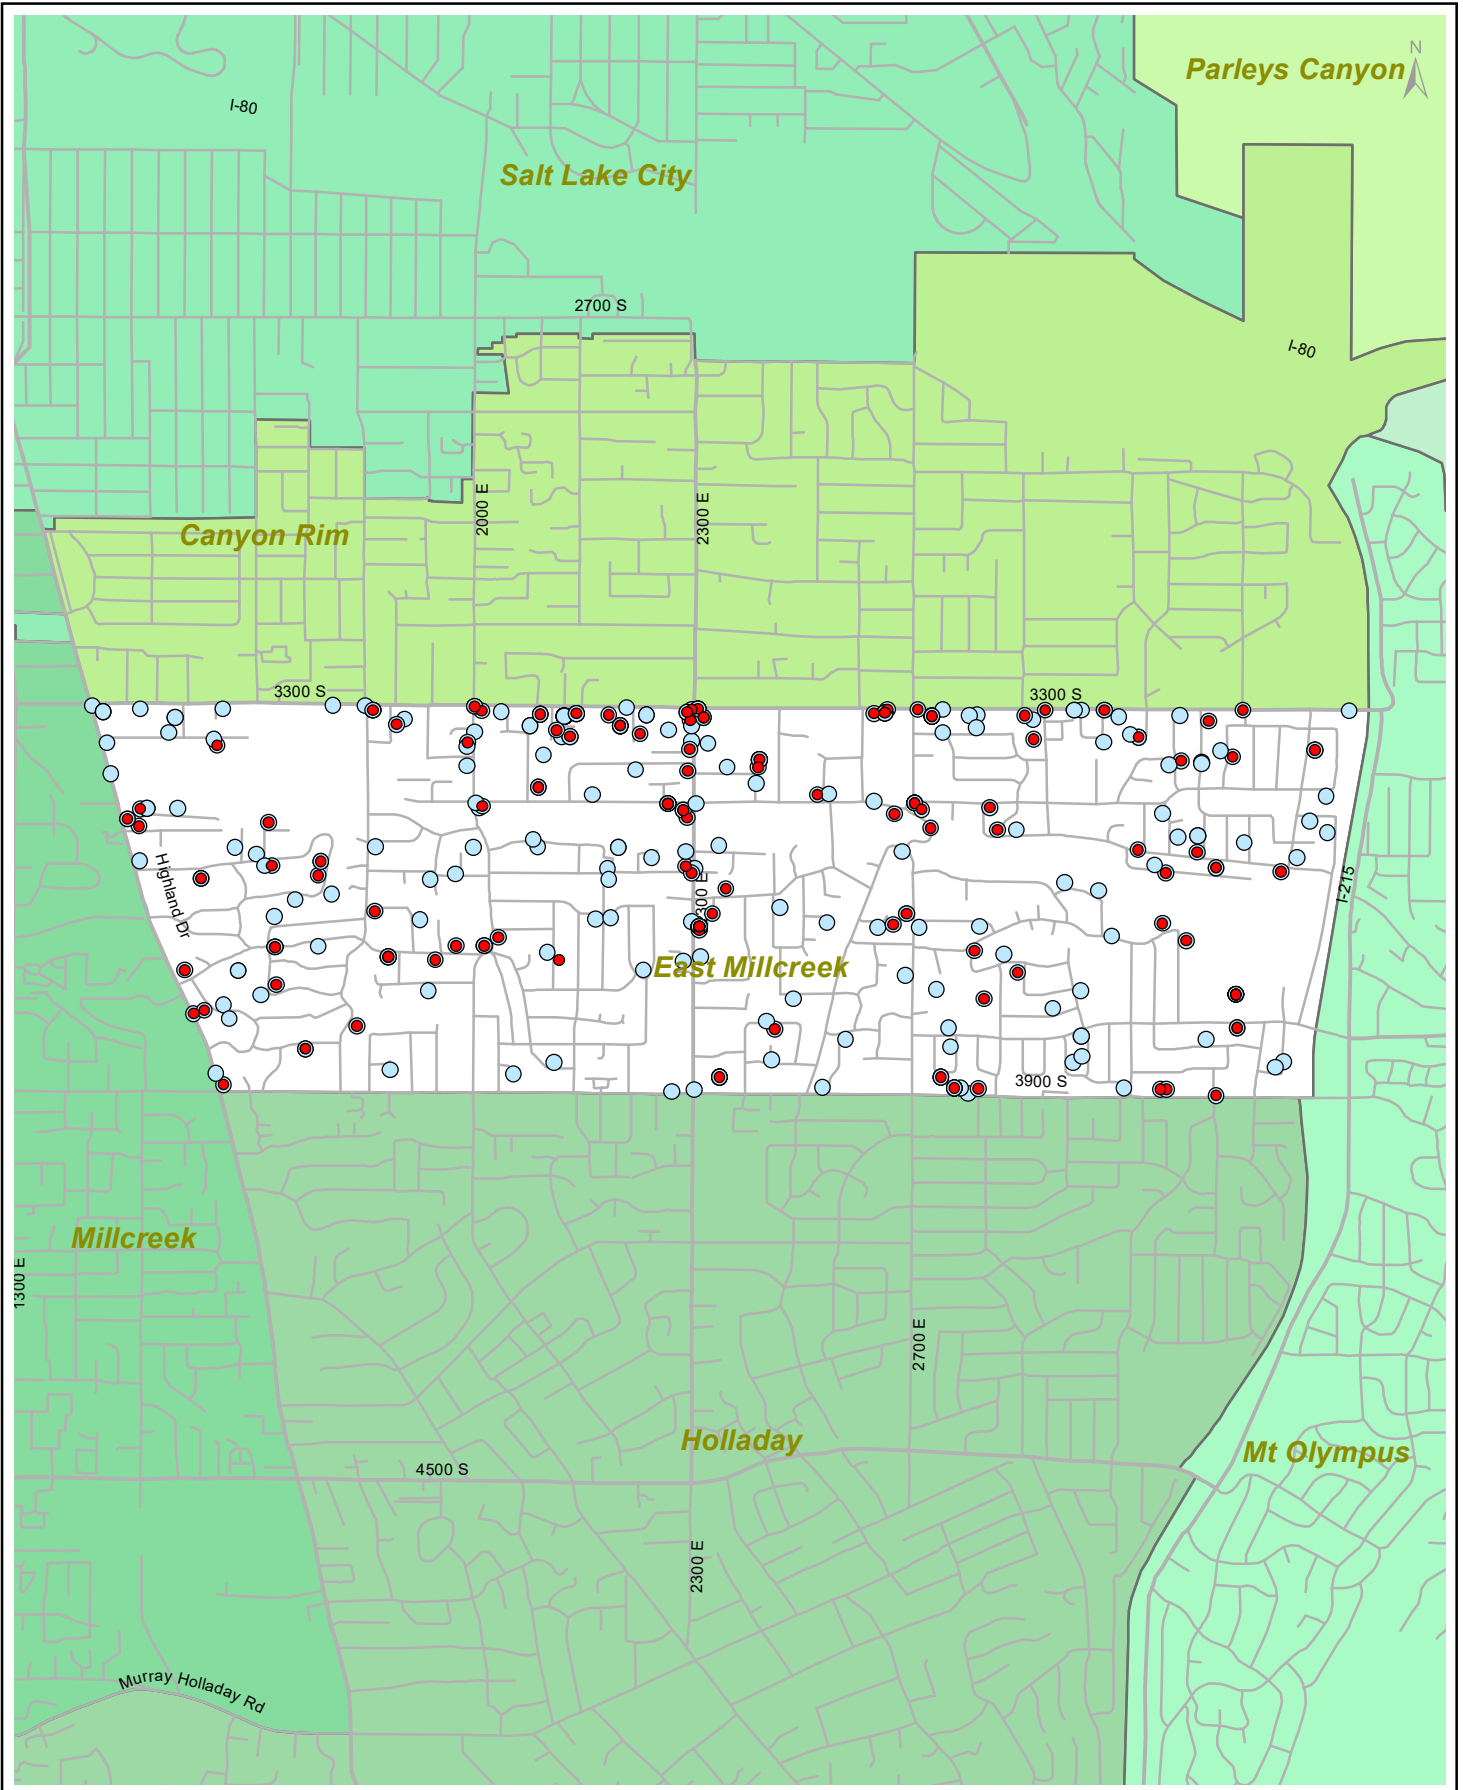 N
Parleys Canyon
I-80
Salt Lake City
2700 S
I-80
2000 E
2300 E
Canyon Rim
3300 S
3300 S
Highland Dr
I-215
300 E
East Millcreek
3900 S
Millcreek
1300 E
2700 E
Holladay
Mt Olympus
4500 S
2300 E
Murray Holladay Rd